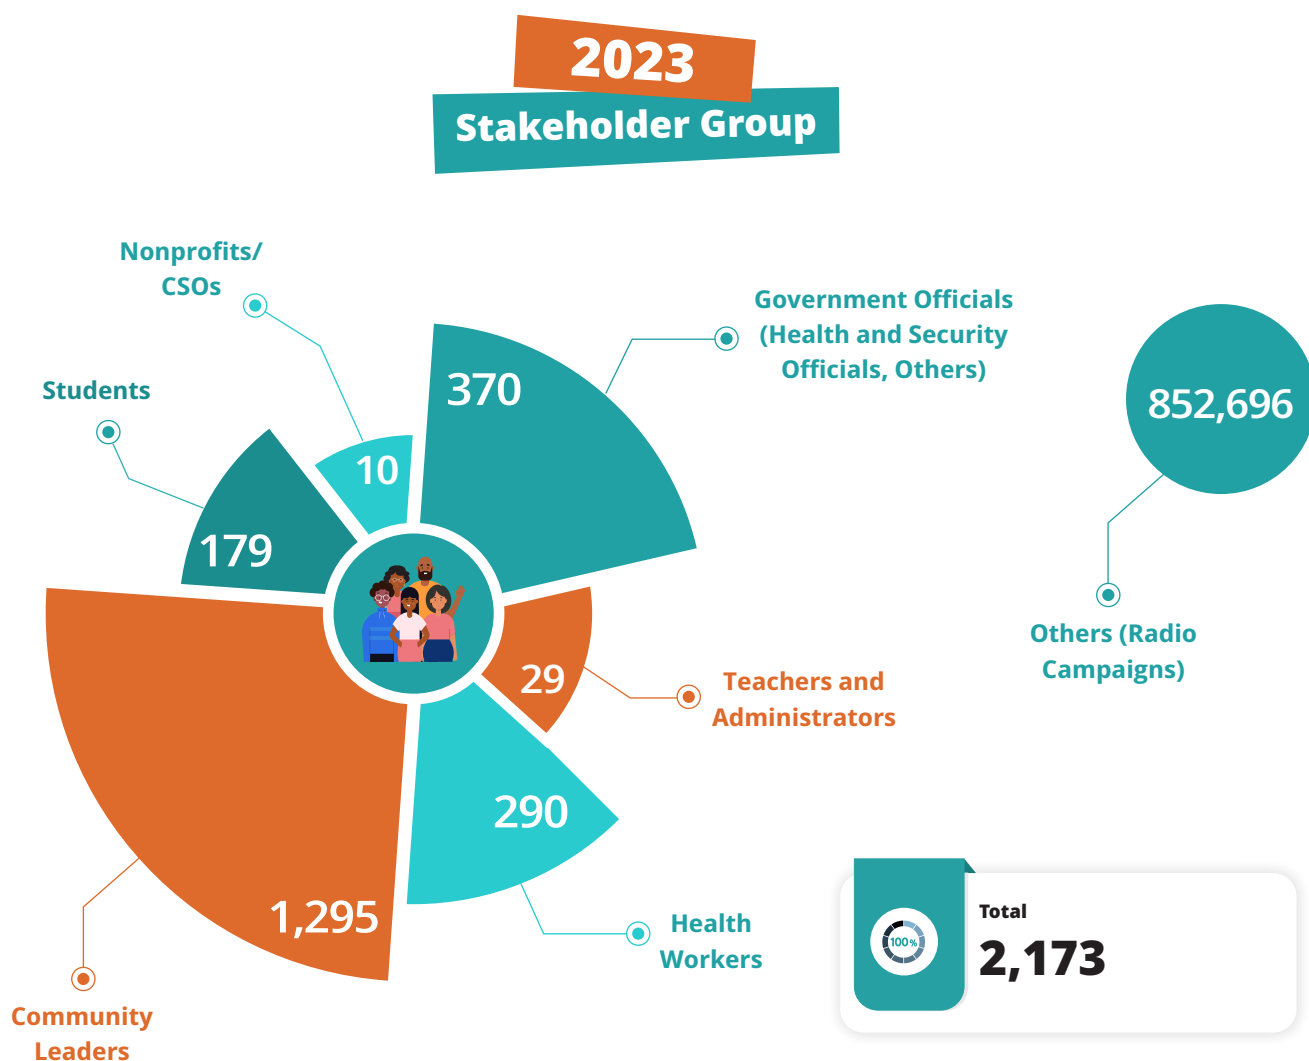 2023
Stakeholder Group
Nonprofits/
CSOs
Government Officials
(Health and Security
Officials, Others)
Students
370
852,696
10
179
Others (Radio
Campaigns)
29
Teachers and
Administrators
290
1,295
Health
Workers
Community
Leaders
Total
100%
2,173